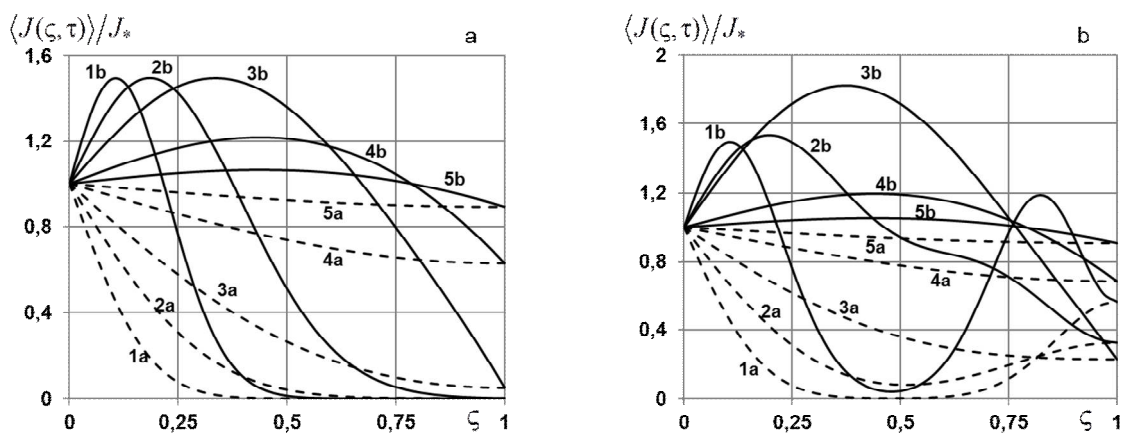 ⟨J(ς,τ)⟩/J* a
1,6
1b 2b 3b
1,2
4b
5b
0,8
5a
4a
3a
0,4
2a
1a
0
0 0,25 0,5 0,75 1
ς
⟨J(ς,τ)⟩/J* b
2
3b
1,6
1b
2b
1,2
4b
5b
0,8
5a
4a
3a
0,4
2a
1a
0
0 0,25 0,5 0,75 1
ς